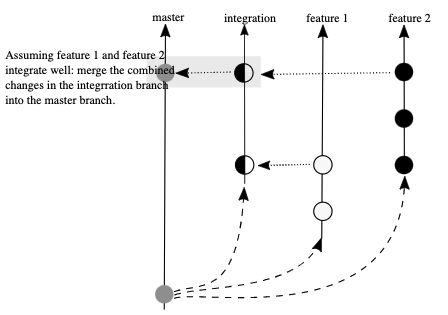 master integration feature 1 feature 2
Assuming feature 1 and feature 2
integrate well: merge the combined
changes in the integrration branch
into the master branch.